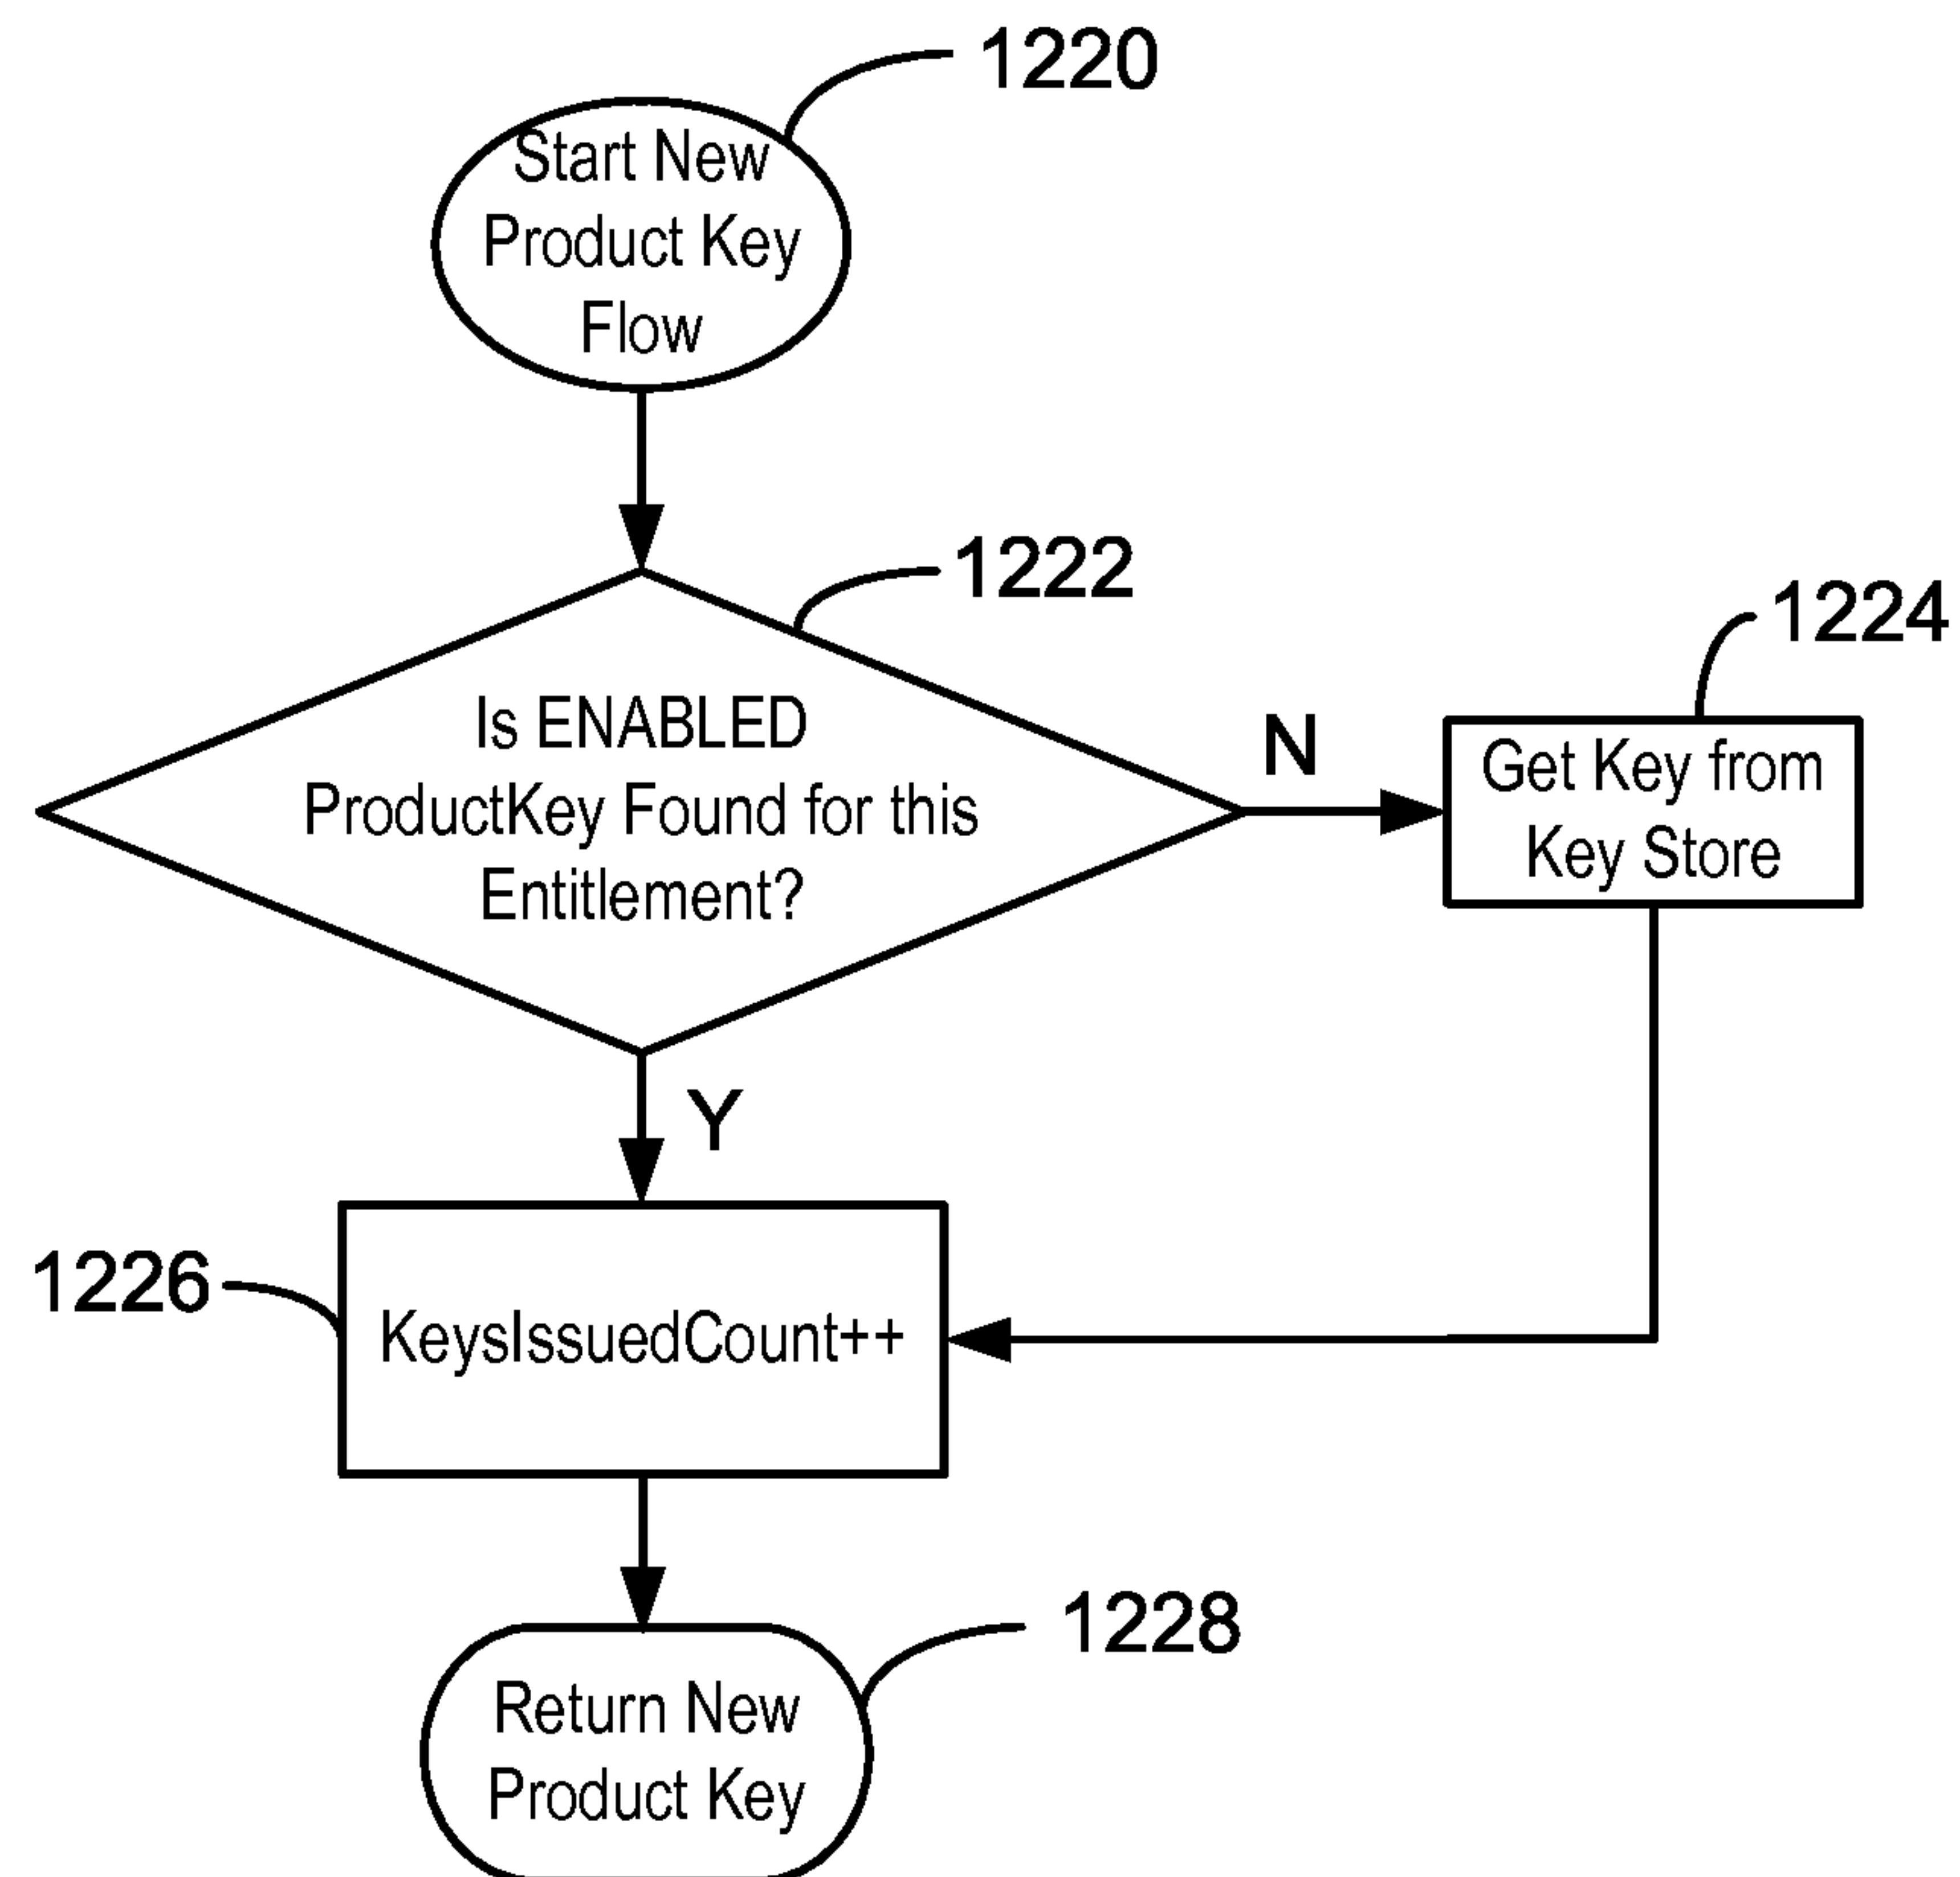 1220
Start New
Product Key
Flow
1222
Is ENABLED
ProductKey Found for this
Entitlement?
N
1224
Get Key from
Key Store
Y
1226
KeysIssuedCount++
1228
Return New
Product Key